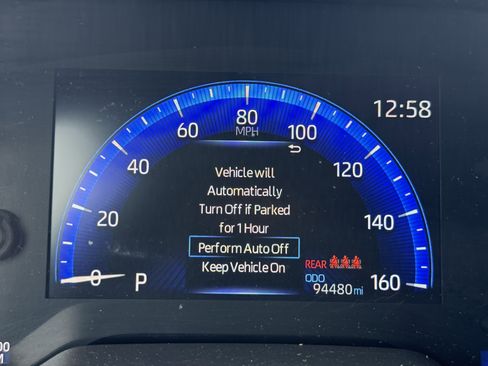 12:58
80
MPH
60
100
40
120
20
140
0
160
Vehicle will
Automatically
Turn Off if Parked
for 1 Hour
Perform Auto Off
Keep Vehicle On
P
REAR
ODO
94480 mi
00
M